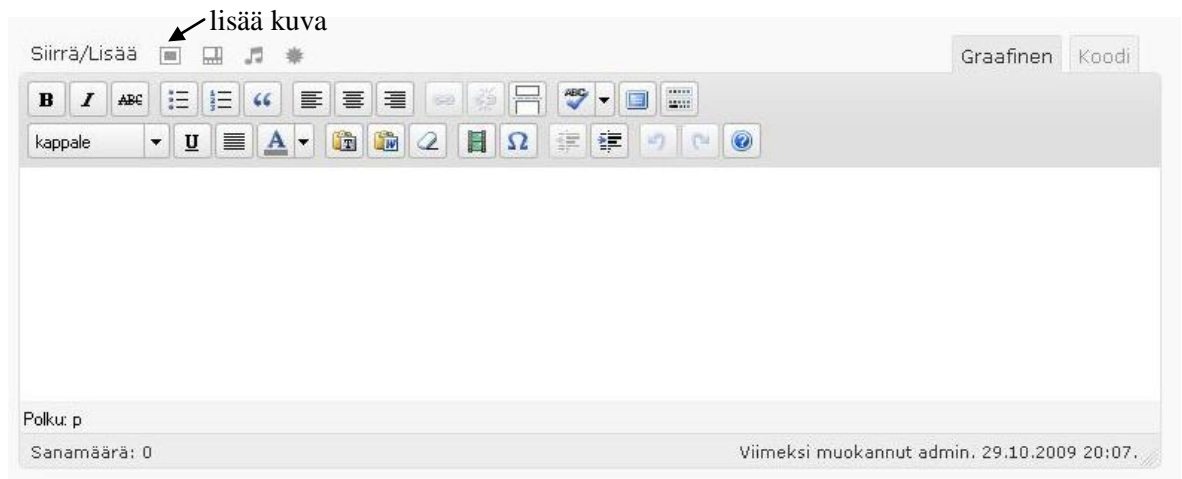 lisää kuva
Siirrä/Lisää Graafinen Koodi
B I ABC ABC
kappale U A T W Ω
Polku: p
Sanamäärä: 0 Viimeksi muokannut admin. 29.10.2009 20:07.